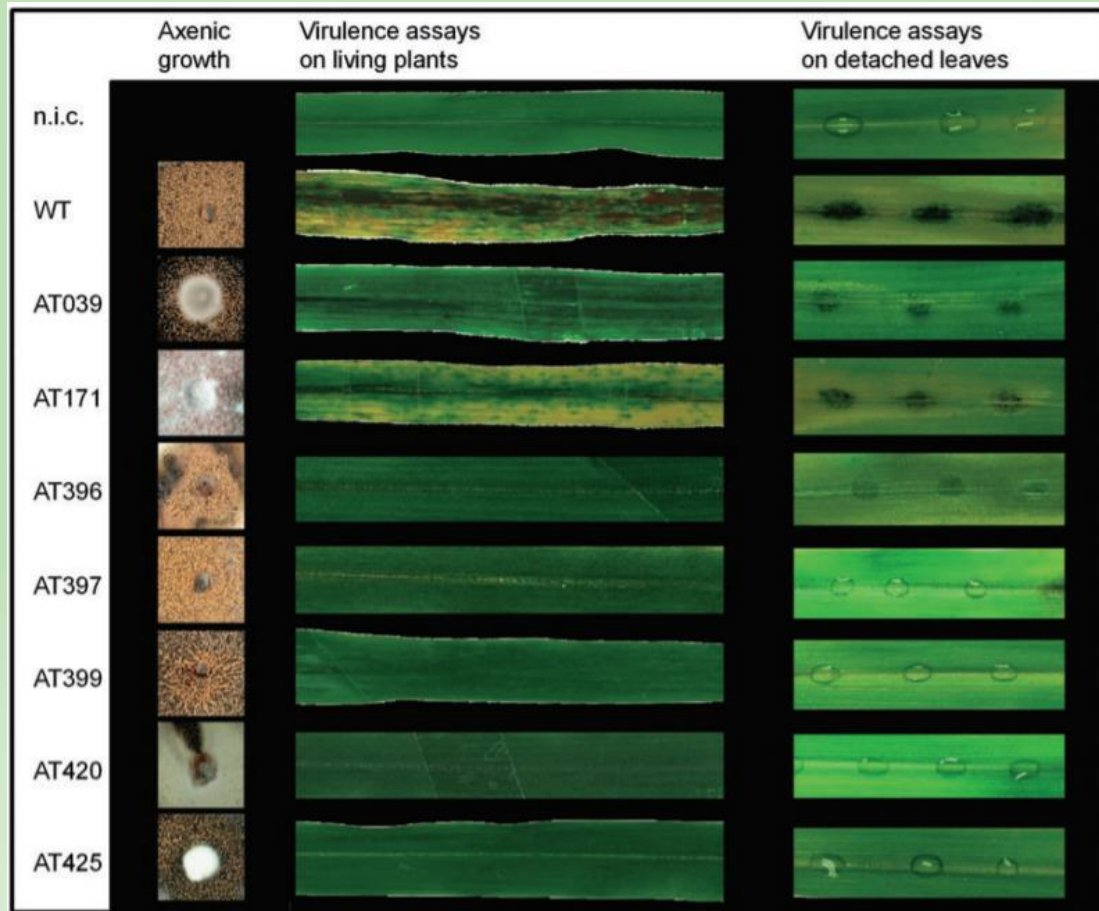 Axenic
growth
Virulence assays
on living plants
Virulence assays
on detached leaves
n.i.c.
WT
AT039
AT171
AT396
AT397
AT399
AT420
AT425